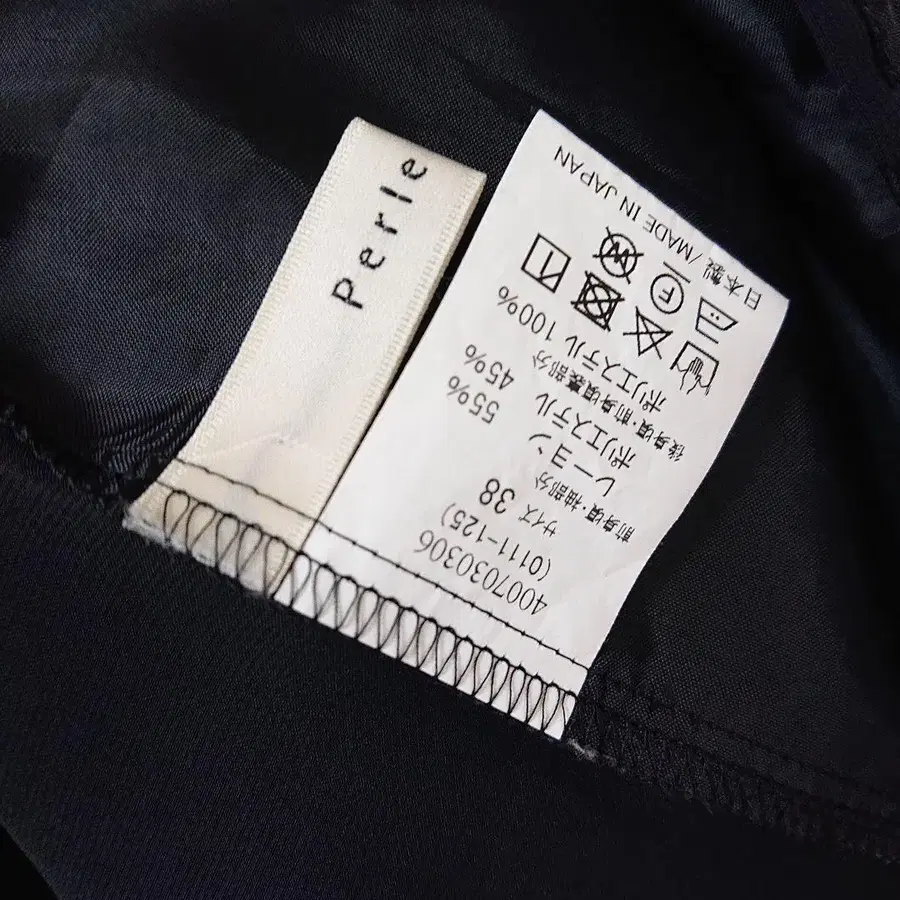 Perle
4007030306
(0111-125)
サイズ 38
前身頃・袖部分
レーヨン 55%
ポリエステル 45%
後身頃・前身頃裏部分
ポリエステル 100%
F W
日本製 / MADE IN JAPAN